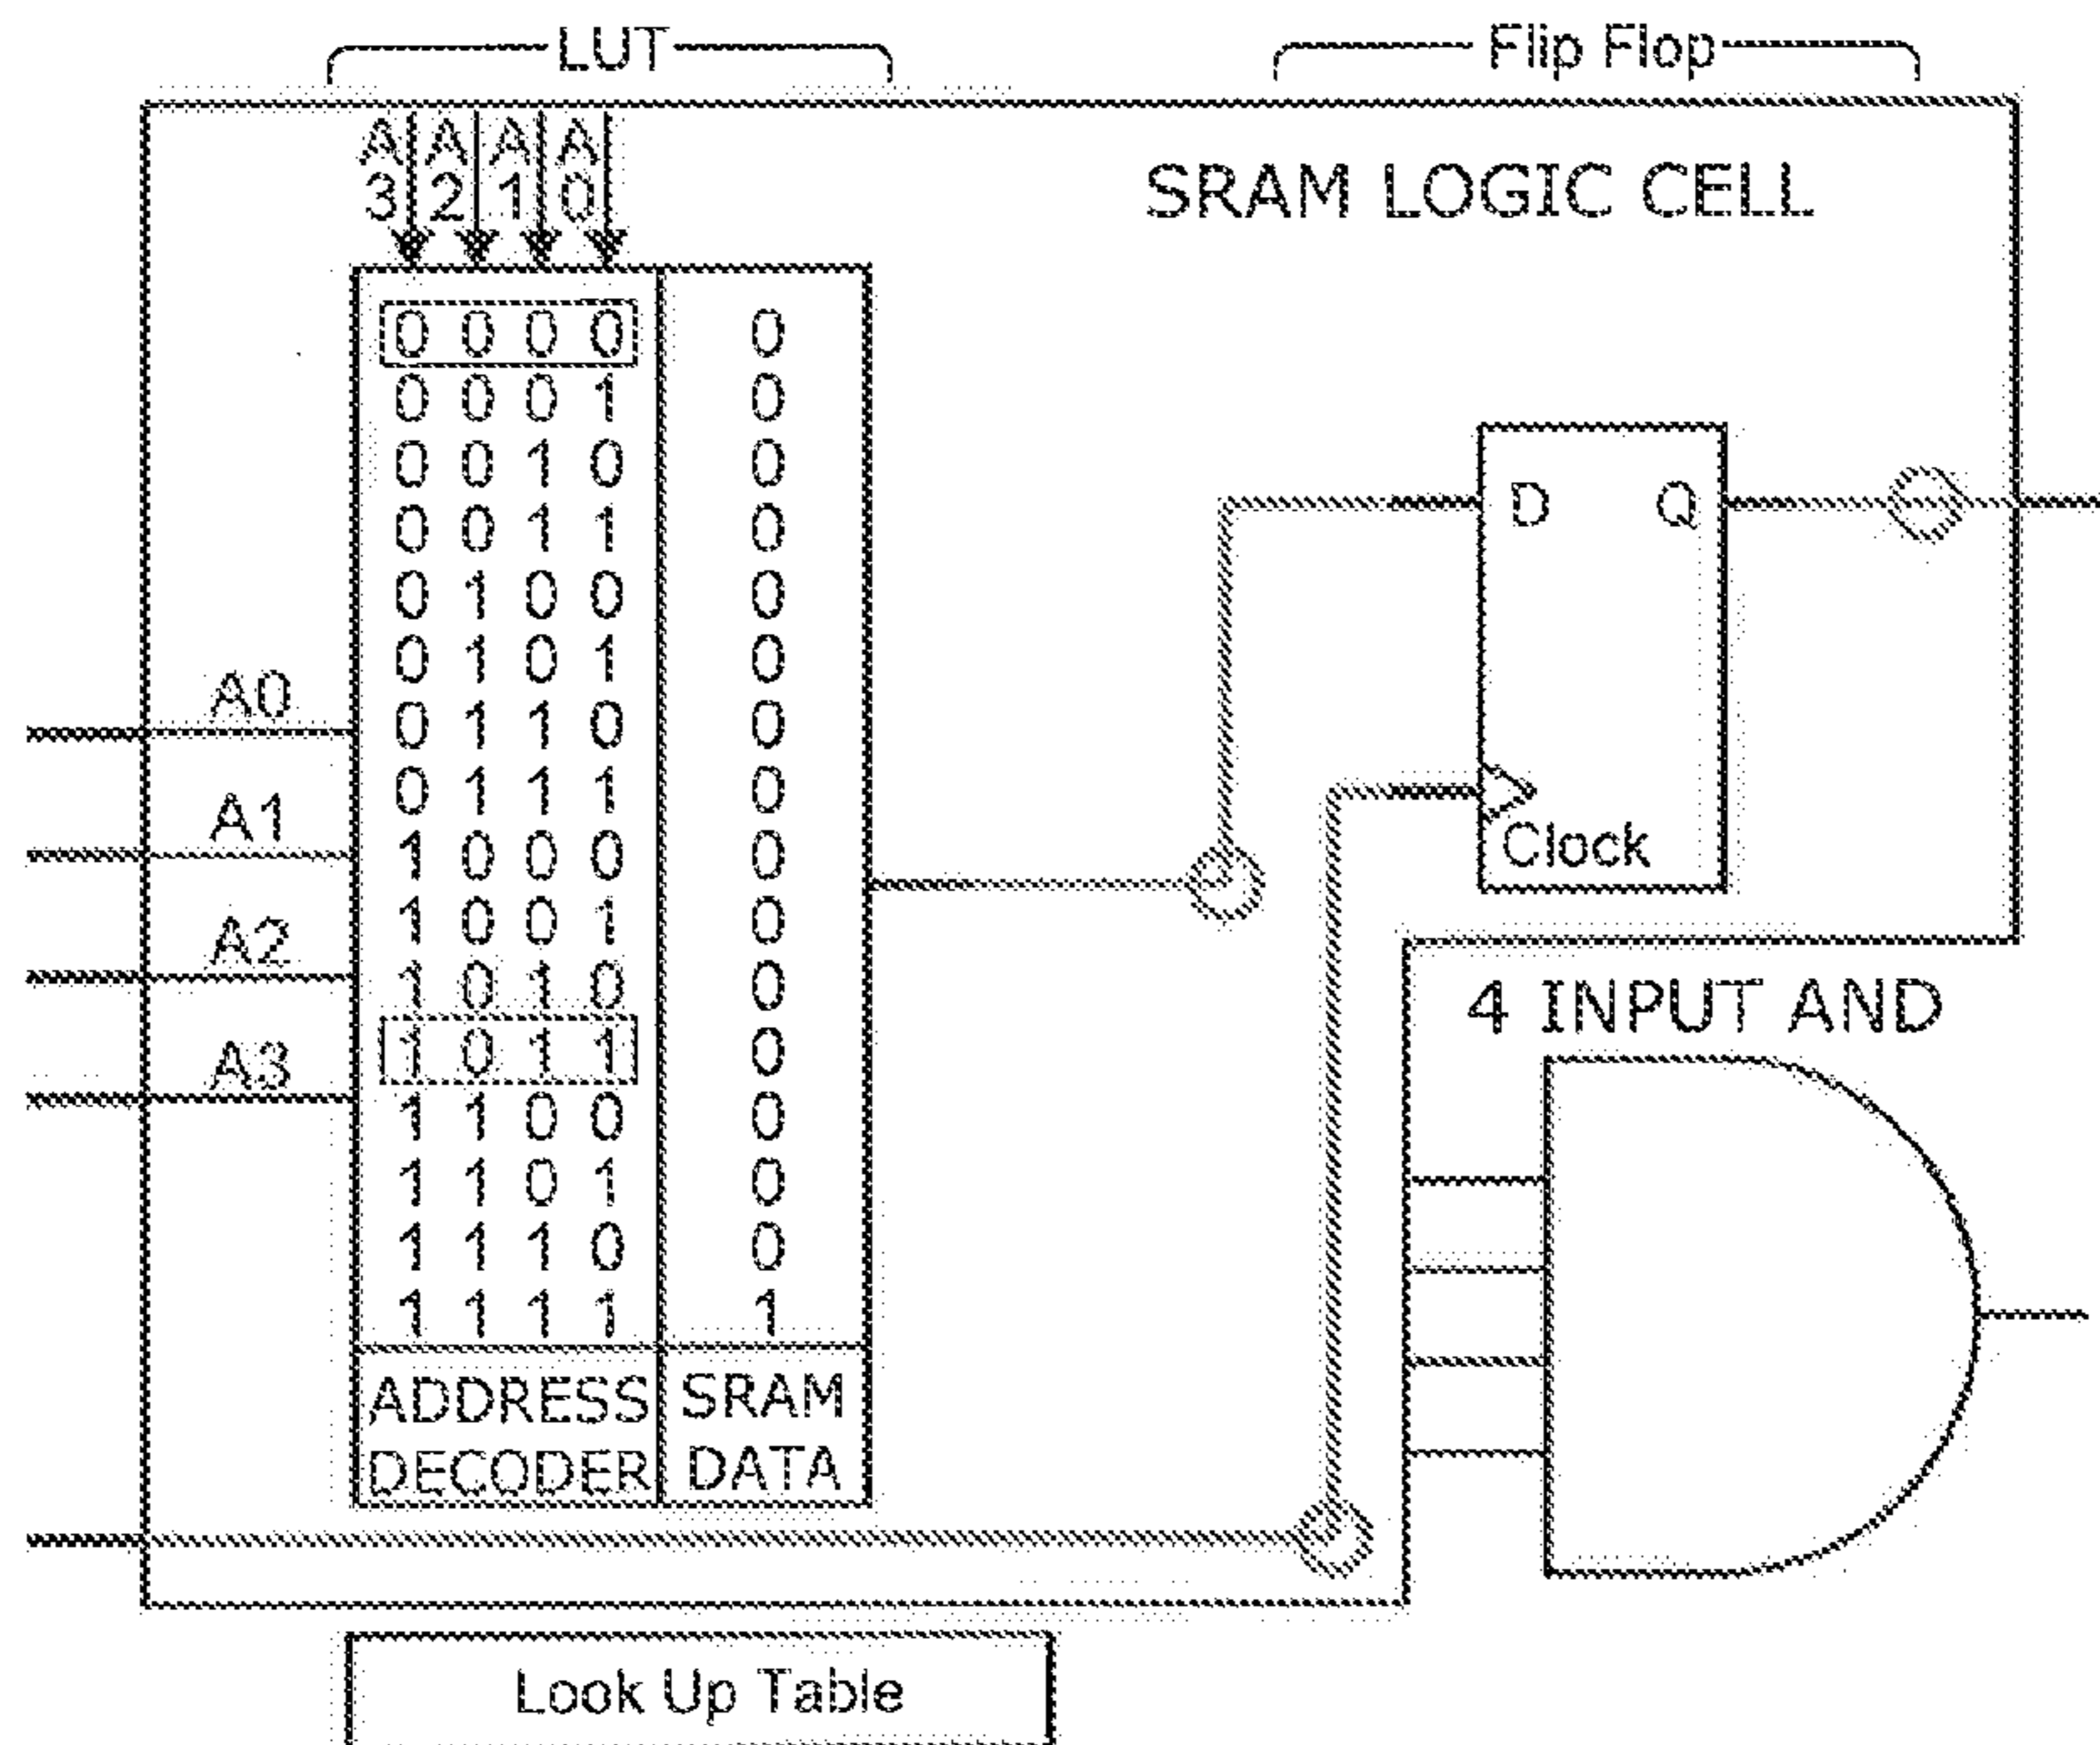 LUT
Flip Flop
A3 A2 A1 A0
SRAM LOGIC CELL
0 0 0 0 0
0 0 0 1 0
0 0 1 0 0
0 0 1 1 0
0 1 0 0 0
0 1 0 1 0
0 1 1 0 0
0 1 1 1 0
1 0 0 0 0
1 0 0 1 0
1 0 1 0 0
1 0 1 1 0
1 1 0 0 0
1 1 0 1 0
1 1 1 0 0
1 1 1 1 1
ADDRESS DECODER
SRAM DATA
A0
A1
A2
A3
D Q
Clock
4 INPUT AND
Look Up Table